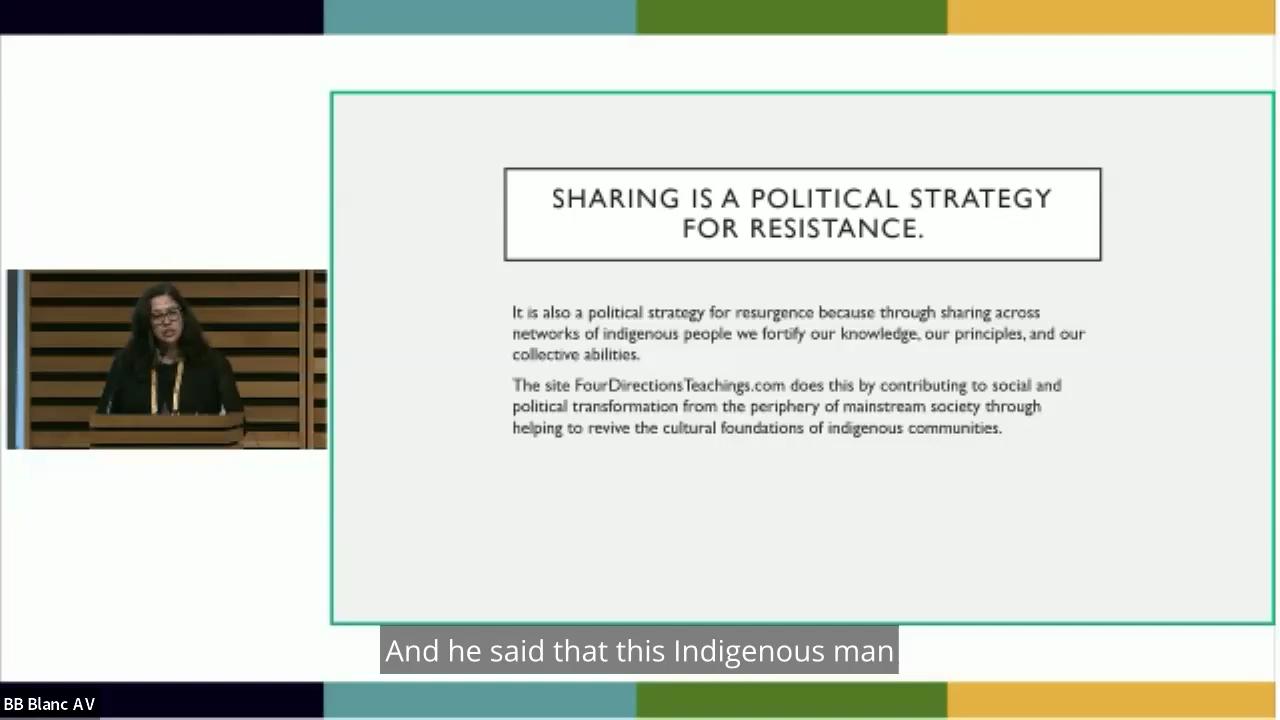 SHARING IS A POLITICAL STRATEGY
FOR RESISTANCE.
It is also a political strategy for resurgence because through sharing across
networks of indigenous people we fortify our knowledge, our principles, and our
collective abilities.
The site FourDirectionsTeachings.com does this by contributing to social and
political transformation from the periphery of mainstream society through
helping to revive the cultural foundations of indigenous communities.
And he said that this Indigenous man
BB Blanc AV